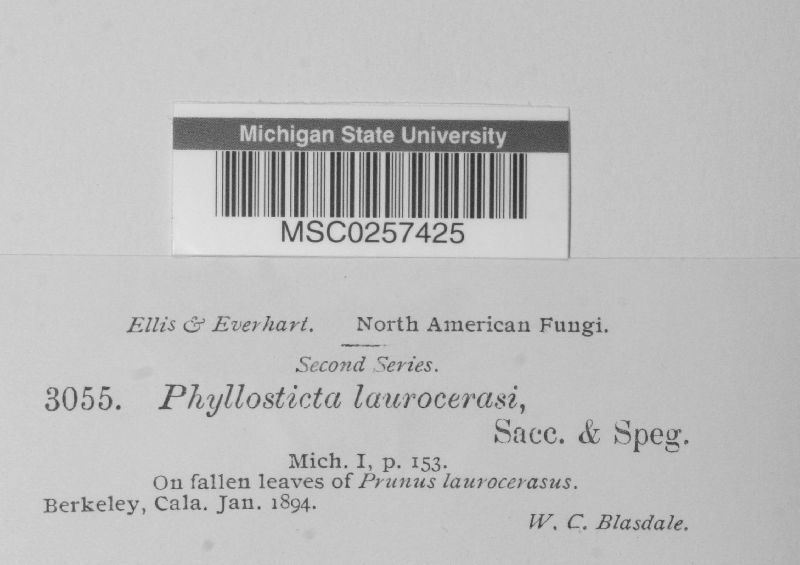 Michigan State University
MSC0257425
Ellis & Everhart. North American Fungi.
Second Series.
3055. Phyllosticta laurocerasi,
Sacc. & Speg.
Mich. I, p. 153.
On fallen leaves of Prunus laurocerasus.
Berkeley, Cala. Jan. 1894.
W. C. Blasdale.